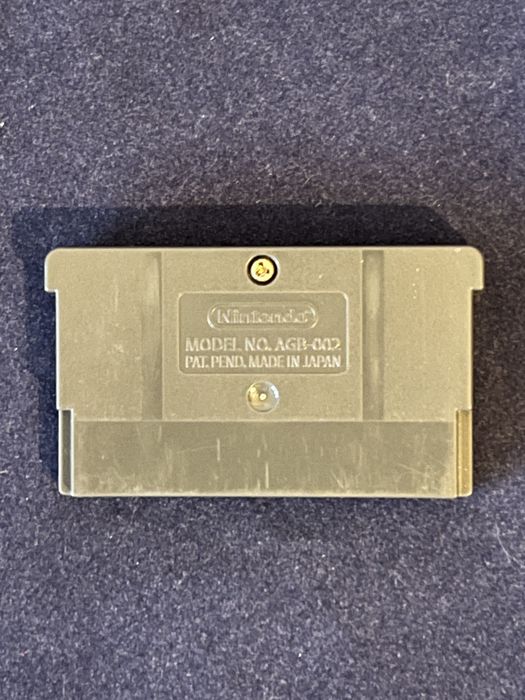 Nintendo
MODEL NO. AGB-002
PAT. PEND. MADE IN JAPAN